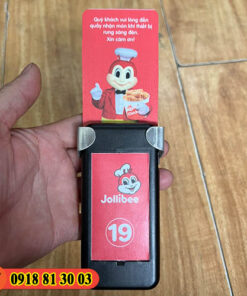 Quý khách vui lòng đến
quầy nhận món khi thiết bị
rung sáng đèn.
Xin cảm ơn!
Jollibee
19
0918 81 30 03